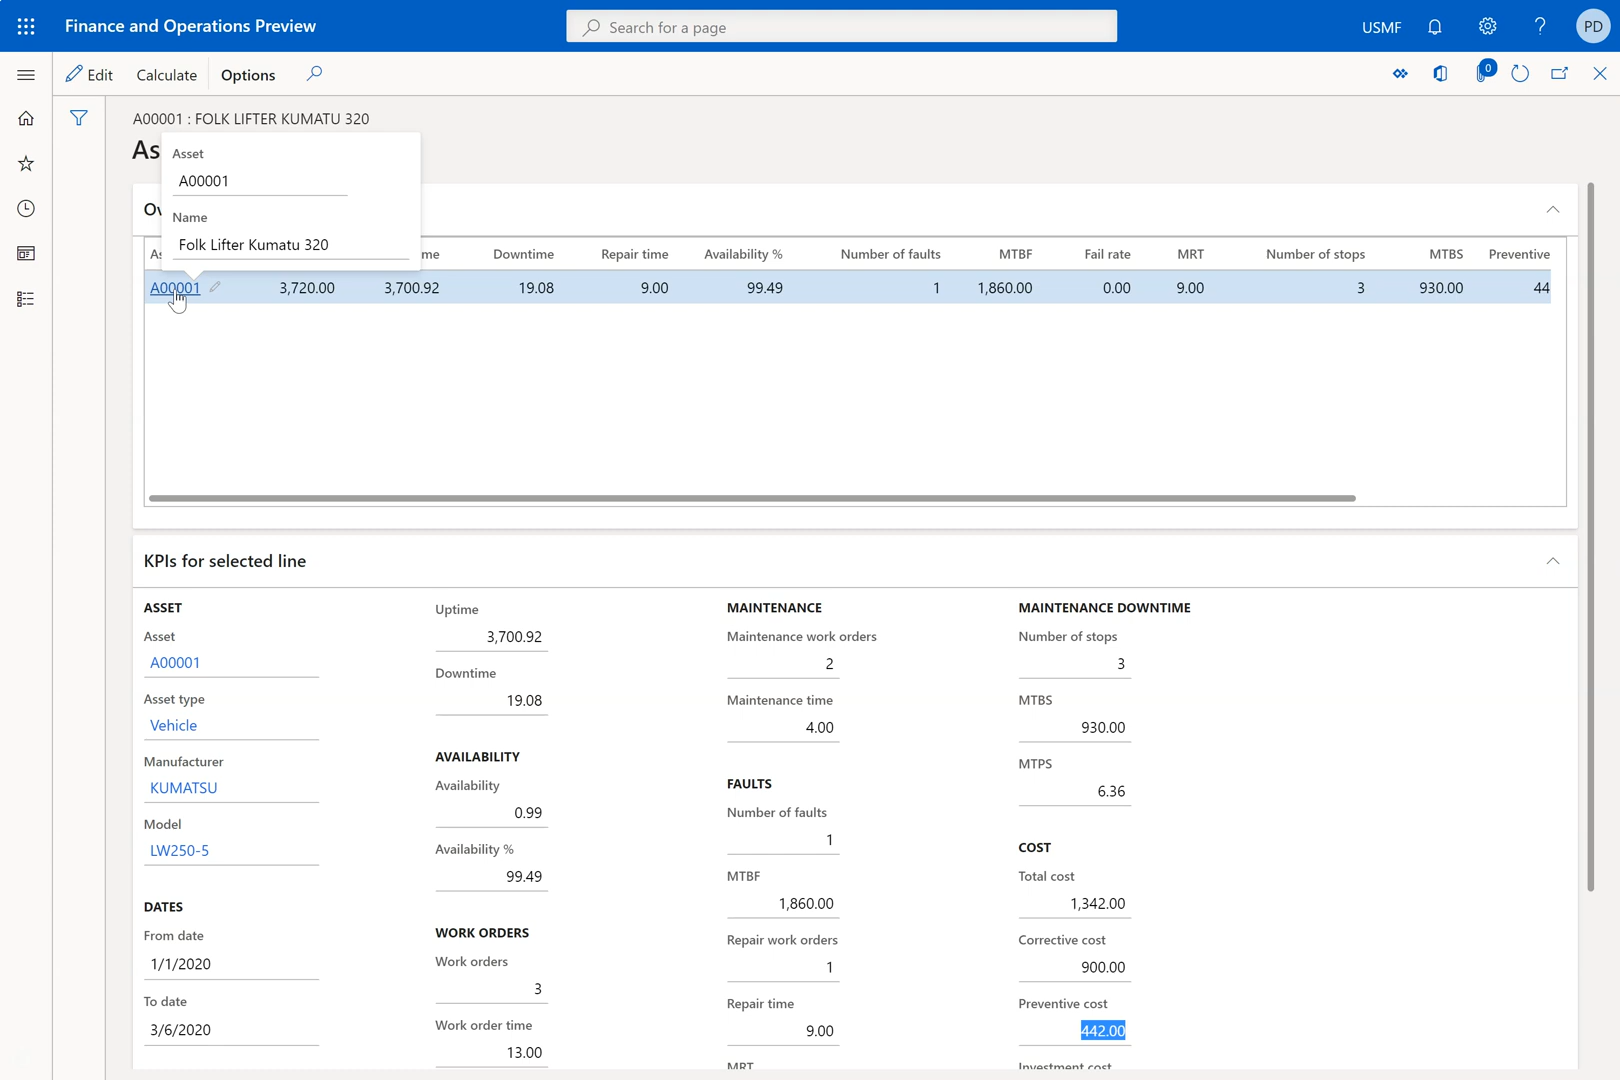 Finance and Operations Preview
Search for a page
USMF
PD
Edit Calculate Options
0
A00001 : FOLK LIFTER KUMATU 320
As
Asset
A00001
Name
Folk Lifter Kumatu 320
Ov
As me Downtime Repair time Availability % Number of faults MTBF Fail rate MRT Number of stops MTBS Preventive
A00001 3,720.00 3,700.92 19.08 9.00 99.49 1 1,860.00 0.00 9.00 3 930.00 44
KPIs for selected line
ASSET
Asset
A00001
Asset type
Vehicle
Manufacturer
KUMATSU
Model
LW250-5
DATES
From date
1/1/2020
To date
3/6/2020
Uptime
3,700.92
Downtime
19.08
AVAILABILITY
Availability
0.99
Availability %
99.49
WORK ORDERS
Work orders
3
Work order time
13.00
MAINTENANCE
Maintenance work orders
2
Maintenance time
4.00
FAULTS
Number of faults
1
MTBF
1,860.00
Repair work orders
1
Repair time
9.00
MRT
MAINTENANCE DOWNTIME
Number of stops
3
MTBS
930.00
MTPS
6.36
COST
Total cost
1,342.00
Corrective cost
900.00
Preventive cost
442.00
Investment cost